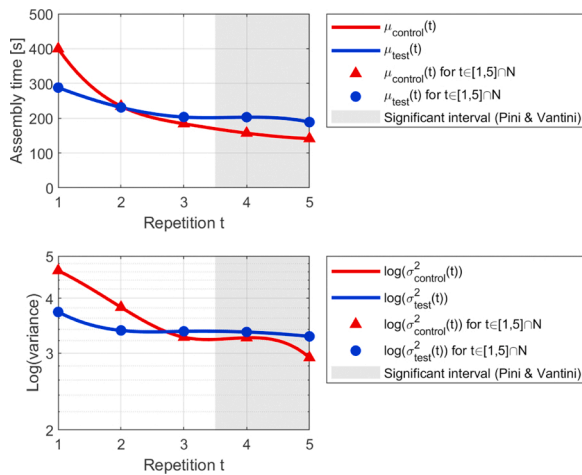 500
400
300
200
100
0
Assembly time [s]
1 2 3 4 5
Repetition t
μcontrol(t)
μtest(t)
μcontrol(t) for t∈[1,5]∩N
μtest(t) for t∈[1,5]∩N
Significant interval (Pini & Vantini)
5
4
3
2
Log(variance)
1 2 3 4 5
Repetition t
log(σ²control(t))
log(σ²test(t))
log(σ²control(t)) for t∈[1,5]∩N
log(σ²test(t)) for t∈[1,5]∩N
Significant interval (Pini & Vantini)